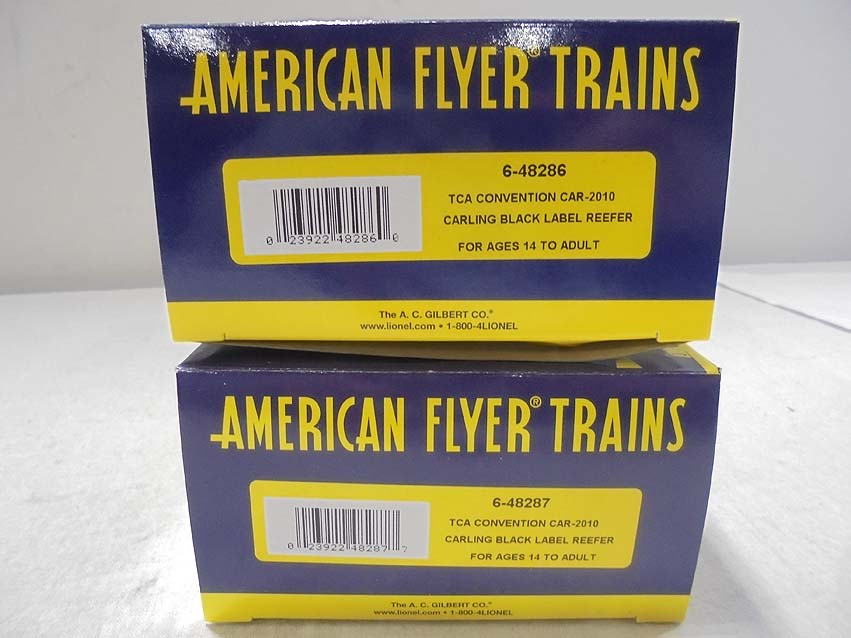 AMERICAN FLYER® TRAINS
6-48286
TCA CONVENTION CAR-2010
CARLING BLACK LABEL REEFER
FOR AGES 14 TO ADULT
0 23922 48286 0
The A. C. GILBERT CO.®
www.lionel.com • 1-800-4LIONEL
AMERICAN FLYER® TRAINS
6-48287
TCA CONVENTION CAR-2010
CARLING BLACK LABEL REEFER
FOR AGES 14 TO ADULT
0 23922 48287 7
The A. C. GILBERT CO.®
www.lionel.com • 1-800-4LIONEL